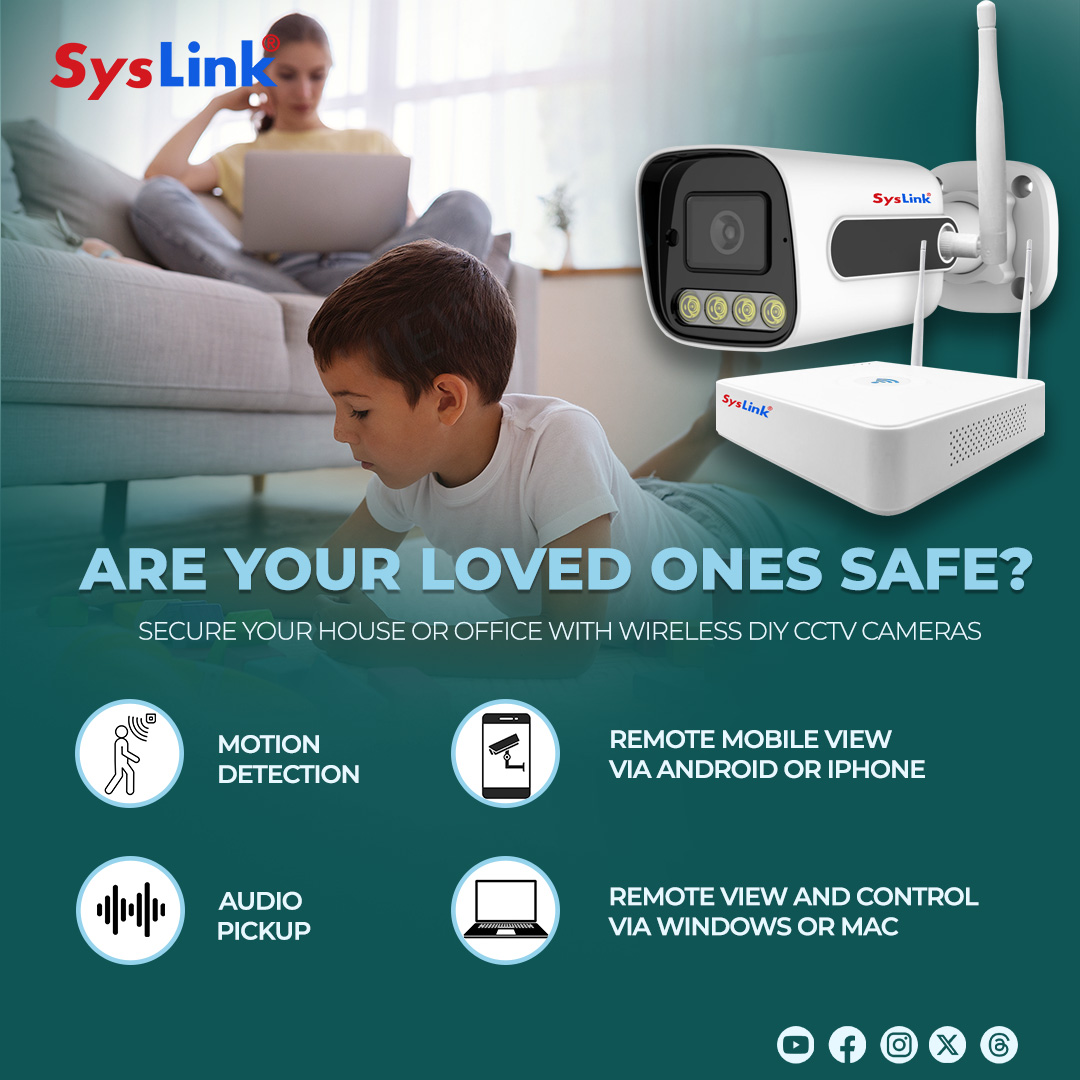 SysLink®
SysLink®
SysLink®
ARE YOUR LOVED ONES SAFE?
SECURE YOUR HOUSE OR OFFICE WITH WIRELESS DIY CCTV CAMERAS
MOTION
DETECTION
REMOTE MOBILE VIEW
VIA ANDROID OR IPHONE
AUDIO
PICKUP
REMOTE VIEW AND CONTROL
VIA WINDOWS OR MAC